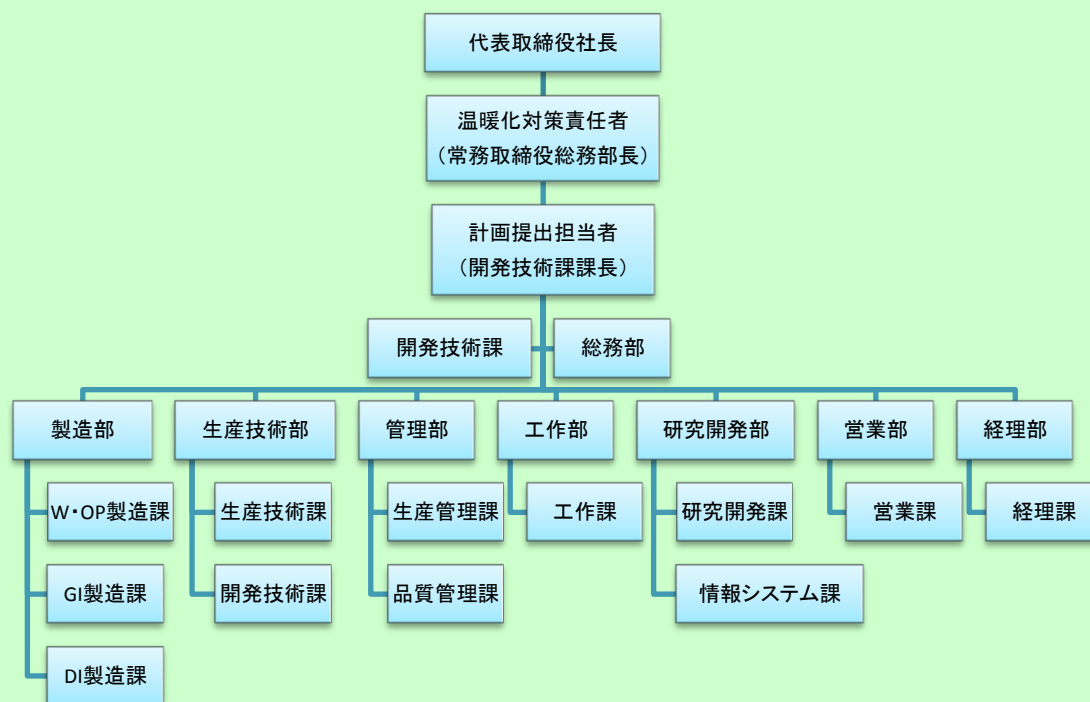 代表取締役社長
温暖化対策責任者
（常務取締役総務部長）
計画提出担当者
（開発技術課課長）
開発技術課
総務部
製造部
生産技術部
管理部
工作部
研究開発部
営業部
経理部
W・OP製造課
生産技術課
生産管理課
工作課
研究開発課
営業課
経理課
GI製造課
開発技術課
品質管理課
情報システム課
DI製造課